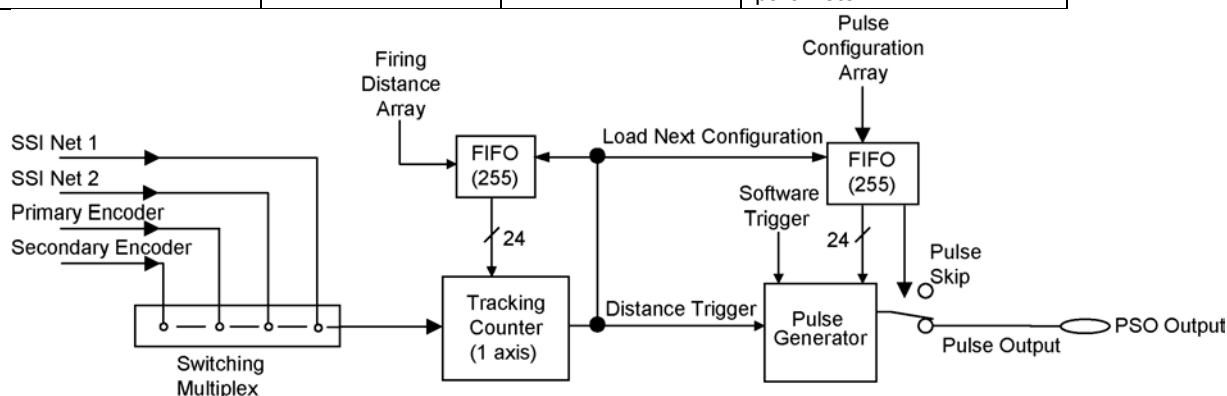 Pulse
Configuration
Array
Firing
Distance
Array
SSI Net 1
SSI Net 2
Primary Encoder
Secondary Encoder
FIFO
(255)
Load Next Configuration
FIFO
(255)
Software
Trigger
24
24
Pulse
Skip
Tracking
Counter
(1 axis)
Distance Trigger
Pulse
Generator
Pulse Output
PSO Output
Switching
Multiplex